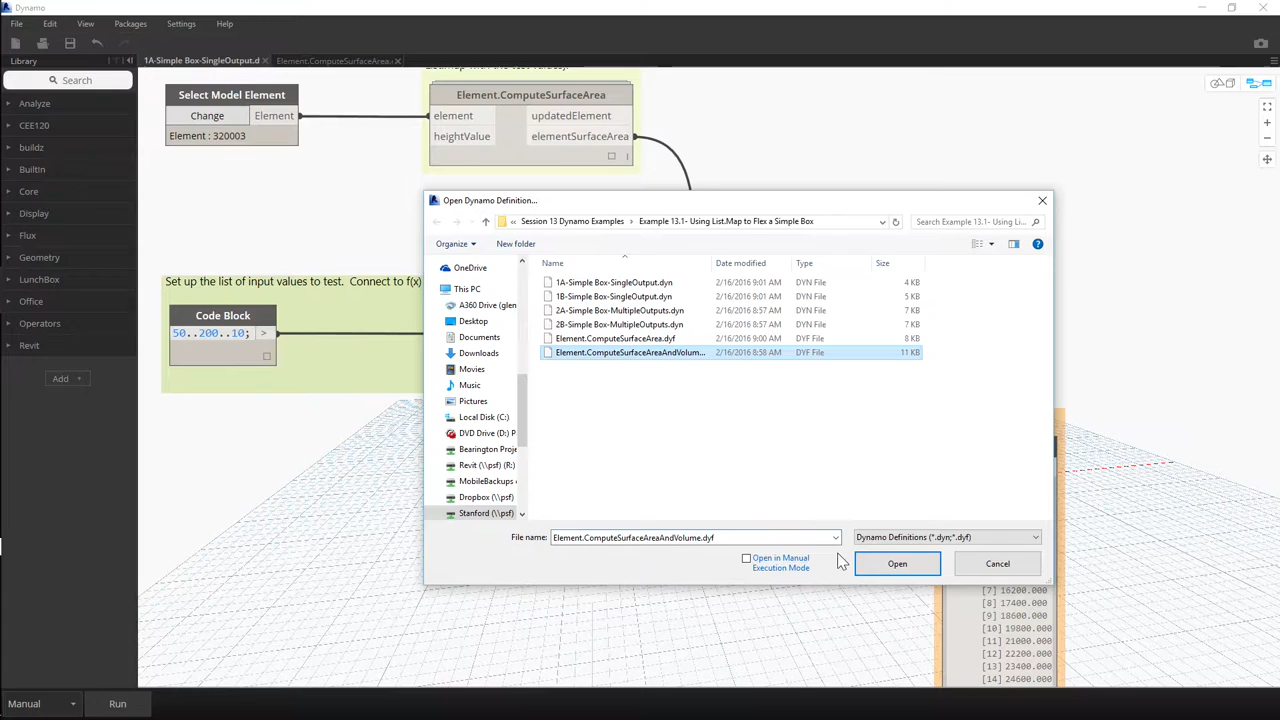 Dynamo
File Edit View Packages Settings Help
Library
1A-Simple Box-SingleOutput.d
Element.ComputeSurfaceArea.
Search
Analyze
CEE120
buildz
BuiltIn
Core
Display
Flux
Geometry
LunchBox
Office
Operators
Revit
Add
Select Model Element
Change Element
Element : 320003
Element.ComputeSurfaceArea
element updatedElement
heightValue elementSurfaceArea
Set up the list of input values to test. Connect to f(x)
Code Block
50..200..10; >
Open Dynamo Definition...
« Session 13 Dynamo Examples > Example 13.1- Using List.Map to Flex a Simple Box
Search Example 13.1- Using Li...
Organize New folder
Name Date modified Type Size
OneDrive
This PC
A360 Drive (glen
Desktop
Documents
Downloads
Movies
Music
Pictures
Local Disk (C:)
DVD Drive (D:) P
Bearington Proje
Revit (\\psf) (R:)
MobileBackups
Dropbox (\\psf)
Stanford (\\psf)
1A-Simple Box-SingleOutput.dyn 2/16/2016 9:01 AM DYN File 4 KB
1B-Simple Box-SingleOutput.dyn 2/16/2016 9:01 AM DYN File 5 KB
2A-Simple Box-MultipleOutputs.dyn 2/16/2016 8:57 AM DYN File 7 KB
2B-Simple Box-MultipleOutputs.dyn 2/16/2016 8:57 AM DYN File 7 KB
Element.ComputeSurfaceArea.dyf 2/16/2016 9:00 AM DYF File 8 KB
Element.ComputeSurfaceAreaAndVolum... 2/16/2016 8:58 AM DYF File 11 KB
File name: Element.ComputeSurfaceAreaAndVolume.dyf
Dynamo Definitions (*.dyn;*.dyf)
Open in Manual
Execution Mode
Open Cancel
[7] 16200.000
[8] 17400.000
[9] 18600.000
[10] 19800.000
[11] 21000.000
[12] 22200.000
[13] 23400.000
[14] 24600.000
Manual Run